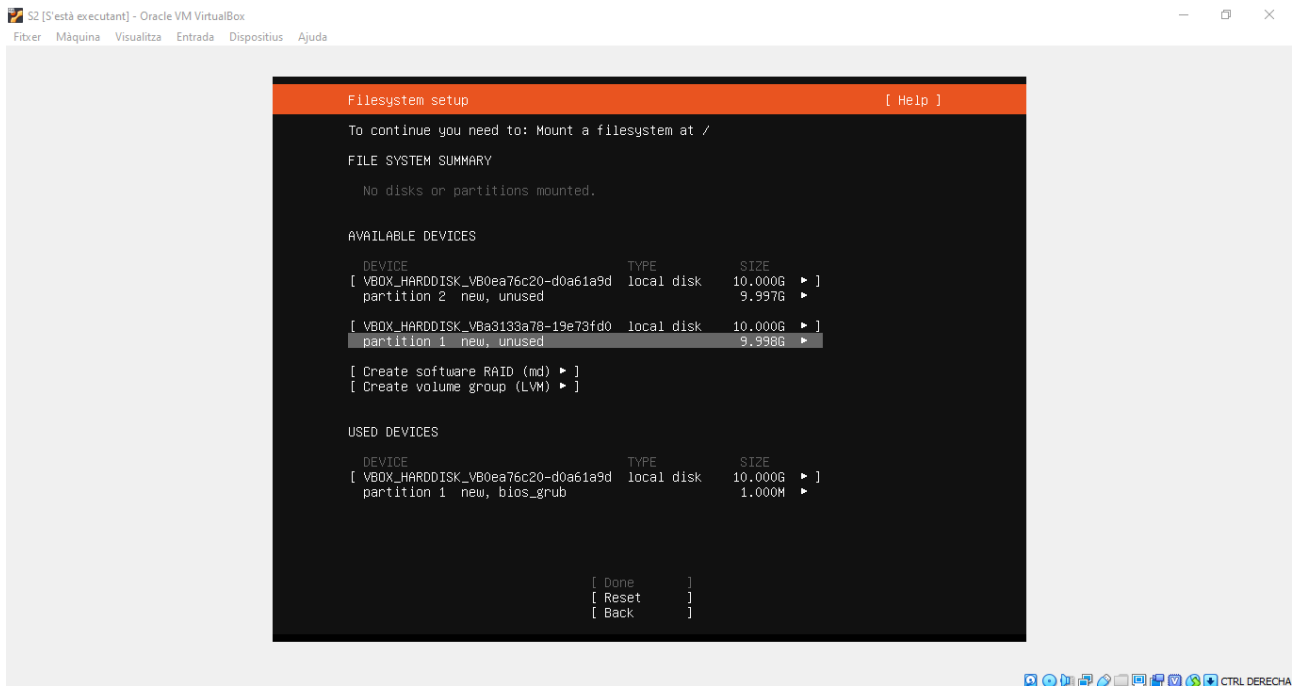 S2 [S'està executant] - Oracle VM VirtualBox
Fitxer Màquina Visualitza Entrada Dispositius Ajuda
Filesystem setup [ Help ]
To continue you need to: Mount a filesystem at /
FILE SYSTEM SUMMARY
No disks or partitions mounted.
AVAILABLE DEVICES
DEVICE TYPE SIZE
[ VBOX_HARDDISK_VB0ea76c20-d0a61a9d local disk 10.000G ▸ ]
partition 2 new, unused 9.997G ▸
[ VBOX_HARDDISK_VBa3133a78-19e73fd0 local disk 10.000G ▸ ]
partition 1 new, unused 9.998G ▸
[ Create software RAID (md) ▸ ]
[ Create volume group (LVM) ▸ ]
USED DEVICES
DEVICE TYPE SIZE
[ VBOX_HARDDISK_VB0ea76c20-d0a61a9d local disk 10.000G ▸ ]
partition 1 new, bios_grub 1.000M ▸
[ Done ]
[ Reset ]
[ Back ]
CTRL DERECHA